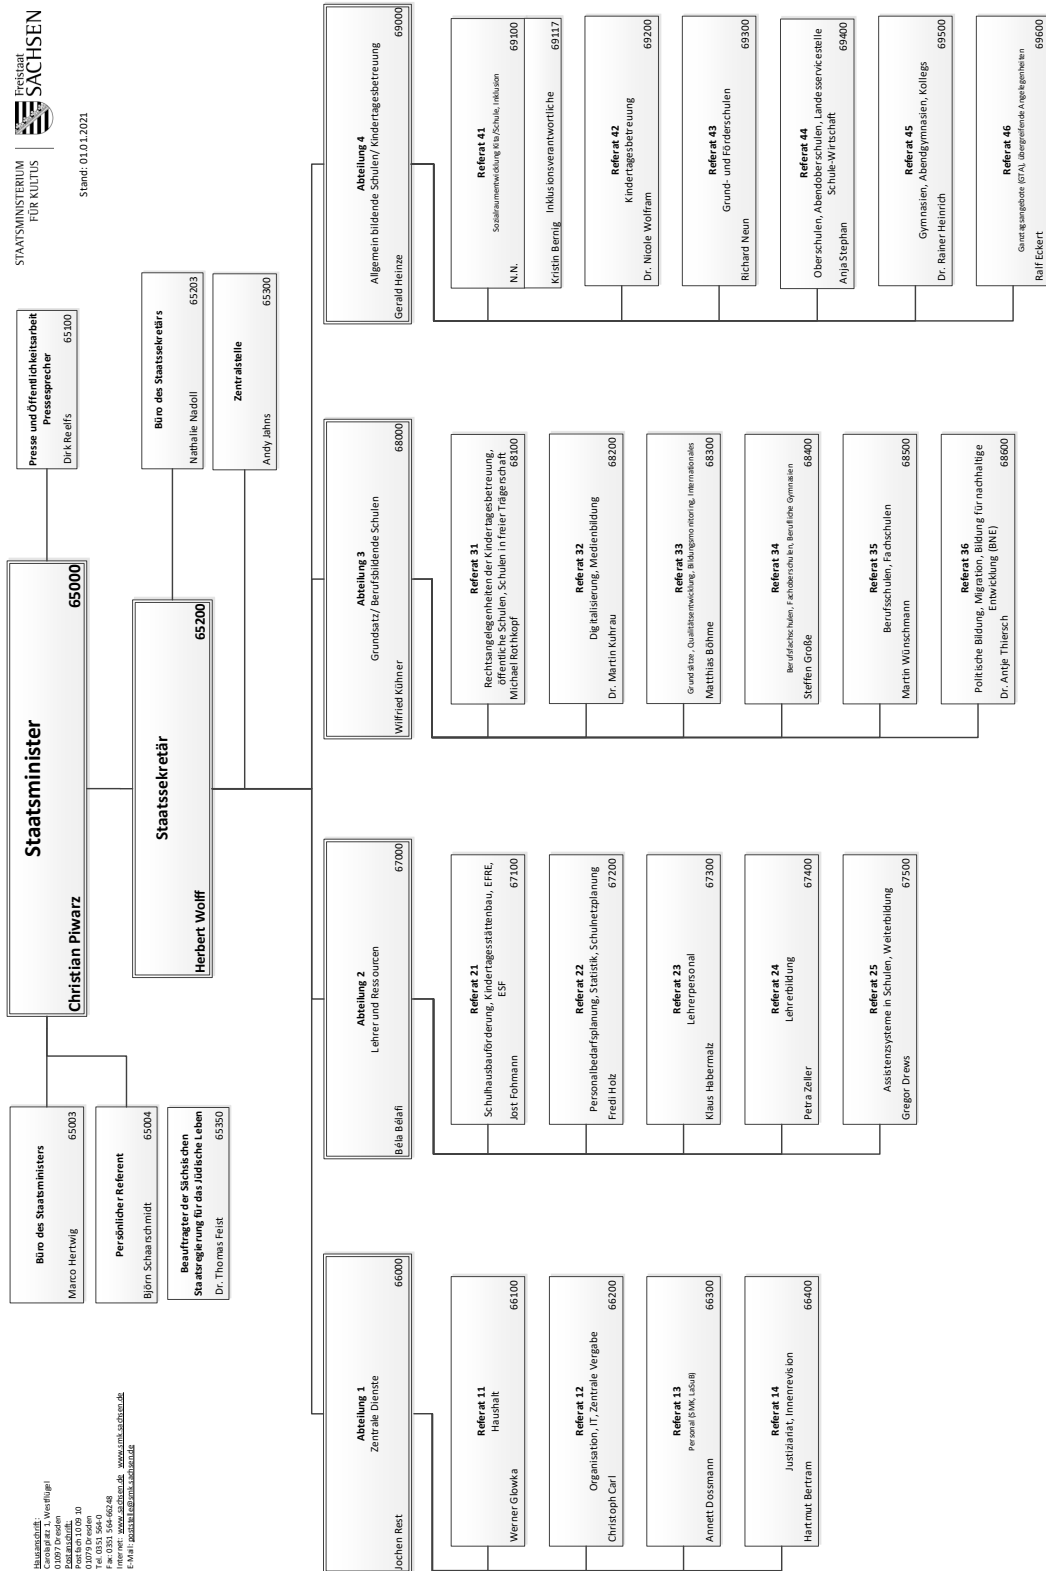 Hausanschrift:
Carolaplatz 1, Westflügel
01097 Dresden
Postanschrift:
Postfach 10 09 10
01079 Dresden
Tel. 0351 564-0
Fax: 0351 564-66248
Internet: www.sachsen.de www.smk.sachsen.de
E-Mail: poststelle@smk.sachsen.de
STAATSMINISTERIUM
FÜR KULTUS
Freistaat
SACHSEN
Stand: 01.01.2021
Staatsminister
Christian Piwarz 65000
Büro des Staatsministers
Marco Hertwig 65003
Persönlicher Referent
Björn Schaarschmidt 65004
Beauftragter der Sächsischen
Staatsregierung für das Jüdische Leben
Dr. Thomas Feist 65350
Presse und Öffentlichkeitsarbeit
Pressesprecher
Dirk Reelfs 65100
Staatssekretär
Herbert Wolff 65200
Büro des Staatssekretärs
Nathalie Nadoll 65203
Zentralstelle
Andy Jahns 65300
Abteilung 1
Zentrale Dienste
Jochen Rest 66000
Referat 11
Haushalt
Werner Glowka 66100
Referat 12
Organisation, IT, Zentrale Vergabe
Christoph Carl 66200
Referat 13
Personal (SMK, LaSuB)
Annett Dossmann 66300
Referat 14
Justiziariat, Innenrevision
Hartmut Bertram 66400
Abteilung 2
Lehrer und Ressourcen
Béla Bélafi 67000
Referat 21
Schulhausbauförderung, Kindertagesstättenbau, EFRE,
ESF
Jost Fohmann 67100
Referat 22
Personalbedarfsplanung, Statistik, Schulnetzplanung
Fredi Holz 67200
Referat 23
Lehrerpersonal
Klaus Habermalz 67300
Referat 24
Lehrerbildung
Petra Zeller 67400
Referat 25
Assistenzsysteme in Schulen, Weiterbildung
Gregor Drews 67500
Abteilung 3
Grundsatz/ Berufsbildende Schulen
Wilfried Kühner 68000
Referat 31
Rechtsangelegenheiten der Kindertagesbetreuung,
öffentliche Schulen, Schulen in freier Trägerschaft
Michael Rothkopf 68100
Referat 32
Digitalisierung, Medienbildung
Dr. Martin Kuhrau 68200
Referat 33
Grundsätze, Qualitätsentwicklung, Bildungsmonitoring, Internationales
Matthias Böhme 68300
Referat 34
Berufsfachschulen, Fachoberschulen, Berufliche Gymnasien
Steffen Große 68400
Referat 35
Berufsschulen, Fachschulen
Martin Wünschmann 68500
Referat 36
Politische Bildung, Migration, Bildung für nachhaltige
Entwicklung (BNE)
Dr. Antje Thiersch 68600
Abteilung 4
Allgemein bildende Schulen/ Kindertagesbetreuung
Gerald Heinze 69000
Referat 41
Sozialraumentwicklung Kita/Schule, Inklusion
N.N. 69100
Kristin Bernig Inklusionsverantwortliche 69117
Referat 42
Kindertagesbetreuung
Dr. Nicole Wolfram 69200
Referat 43
Grund- und Förderschulen
Richard Neun 69300
Referat 44
Oberschulen, Abendoberschulen, Landesservicestelle
Schule-Wirtschaft
Anja Stephan 69400
Referat 45
Gymnasien, Abendgymnasien, Kollegs
Dr. Rainer Heinrich 69500
Referat 46
Ganztagsangebote (GTA), übergreifende Angelegenheiten
Ralf Eckert 69600